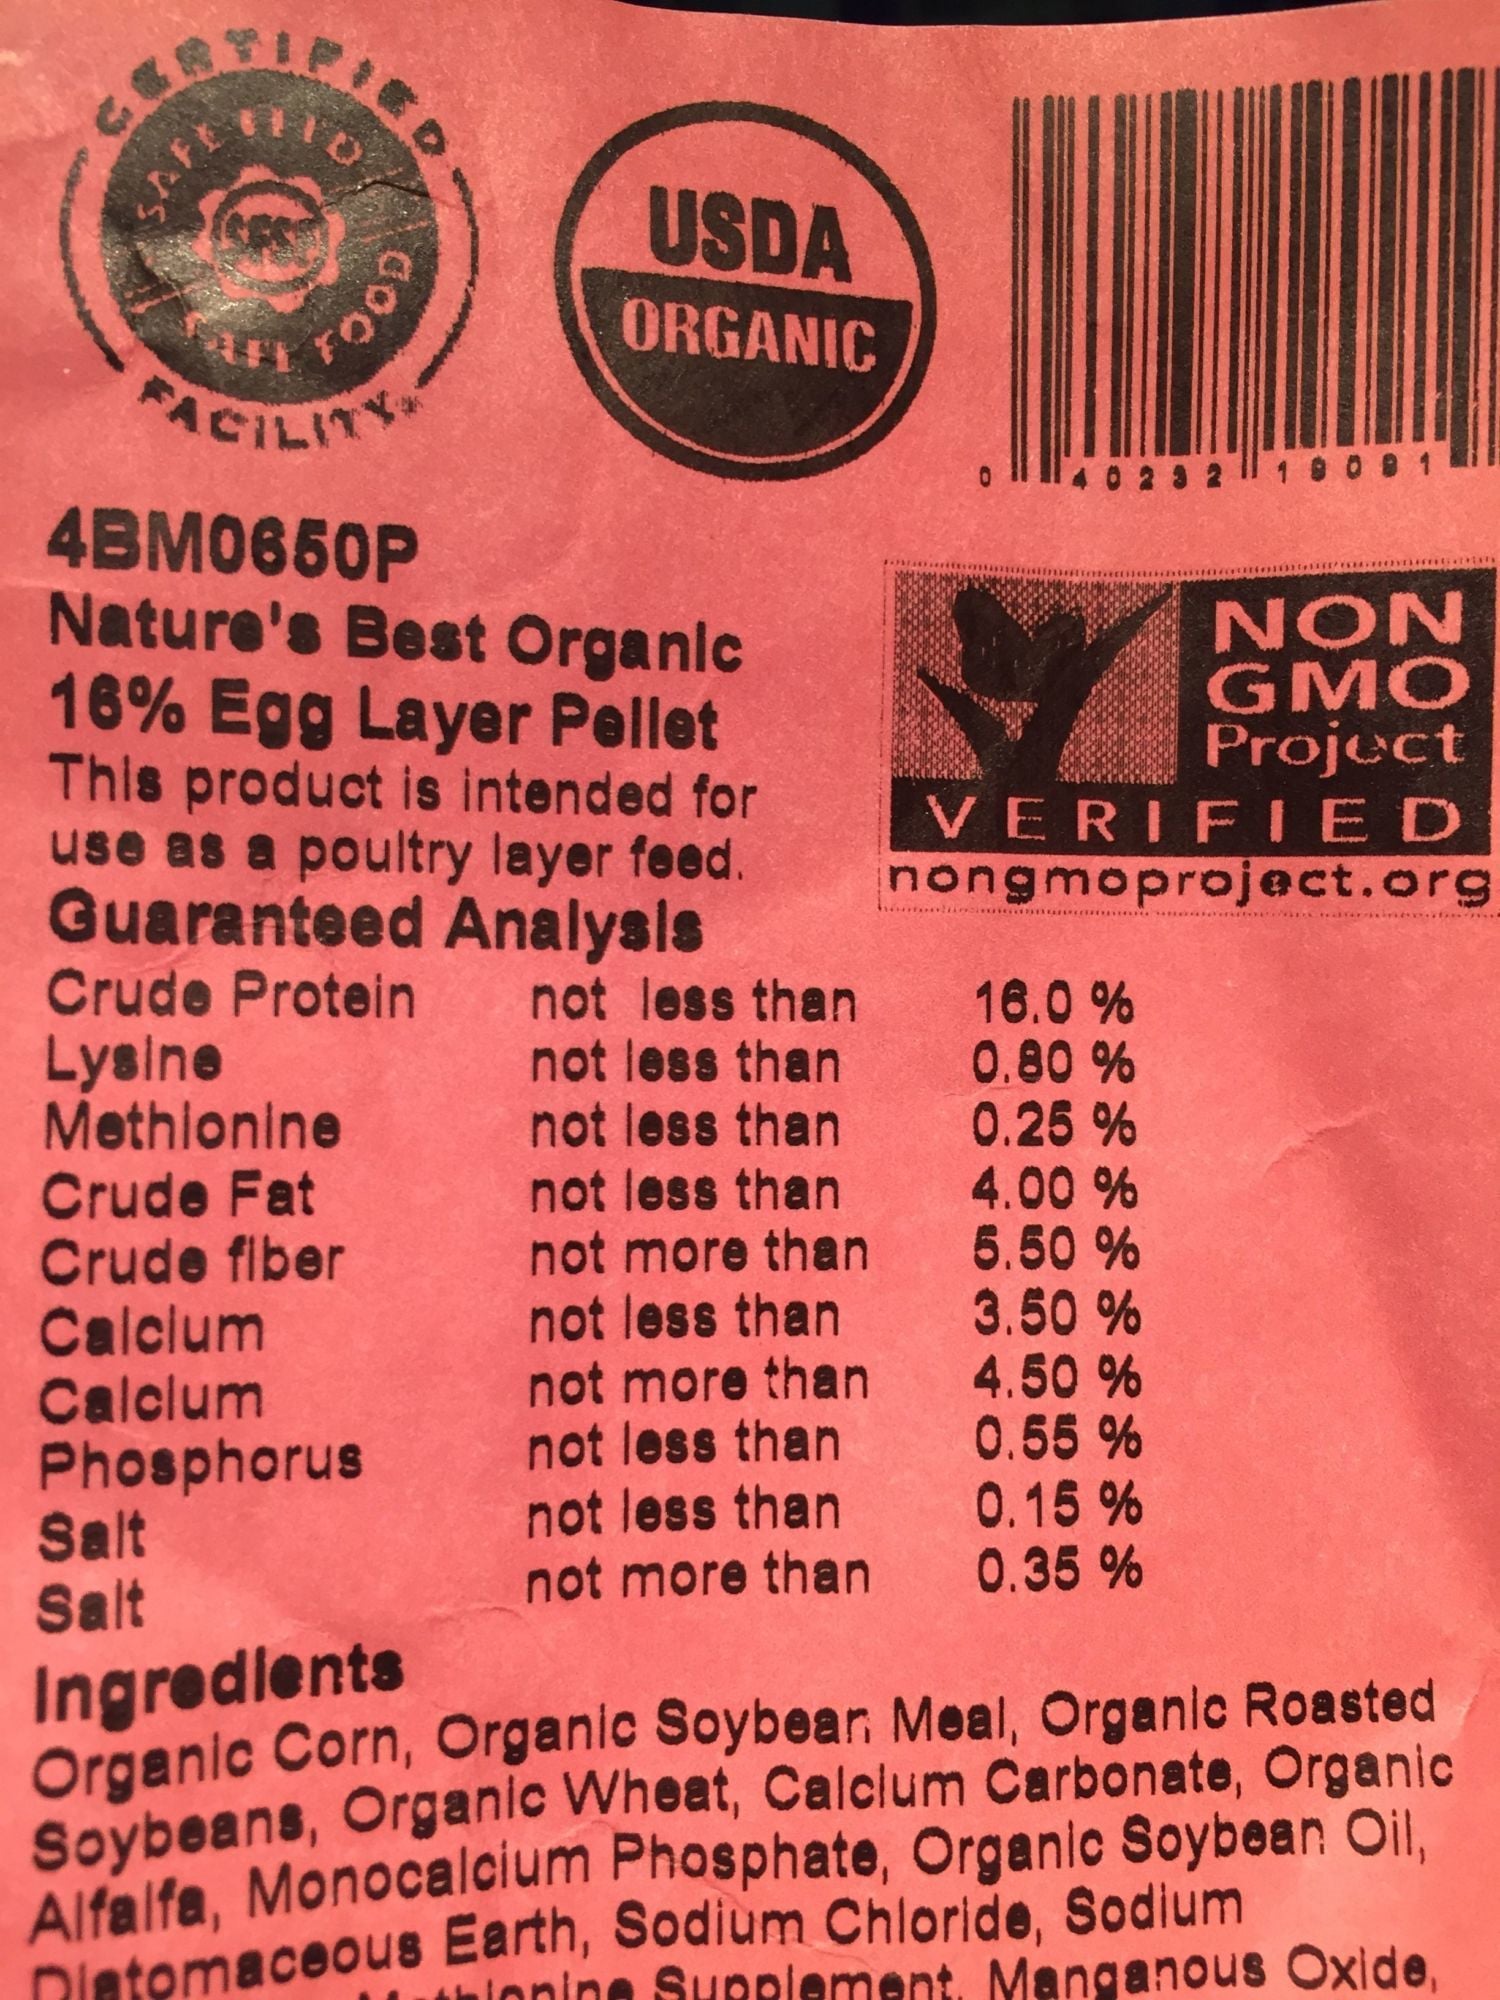 CERTIFIED
SAFE FEED
SFSF
SAFE FOOD
FACILITY
USDA
ORGANIC
0 40232 19091
4BM0650P
Nature's Best Organic
16% Egg Layer Pellet
This product is intended for
use as a poultry layer feed.
NON
GMO
Project
VERIFIED
nongmoproject.org
Guaranteed Analysis
Crude Protein not less than 16.0 %
Lysine not less than 0.80 %
Methionine not less than 0.25 %
Crude Fat not less than 4.00 %
Crude fiber not more than 5.50 %
Calcium not less than 3.50 %
Calcium not more than 4.50 %
Phosphorus not less than 0.55 %
Salt not less than 0.15 %
Salt not more than 0.35 %
Ingredients
Organic Corn, Organic Soybean Meal, Organic Roasted
Soybeans, Organic Wheat, Calcium Carbonate, Organic
Alfalfa, Monocalcium Phosphate, Organic Soybean Oil,
Diatomaceous Earth, Sodium Chloride, Sodium
Methionine Supplement, Manganous Oxide,